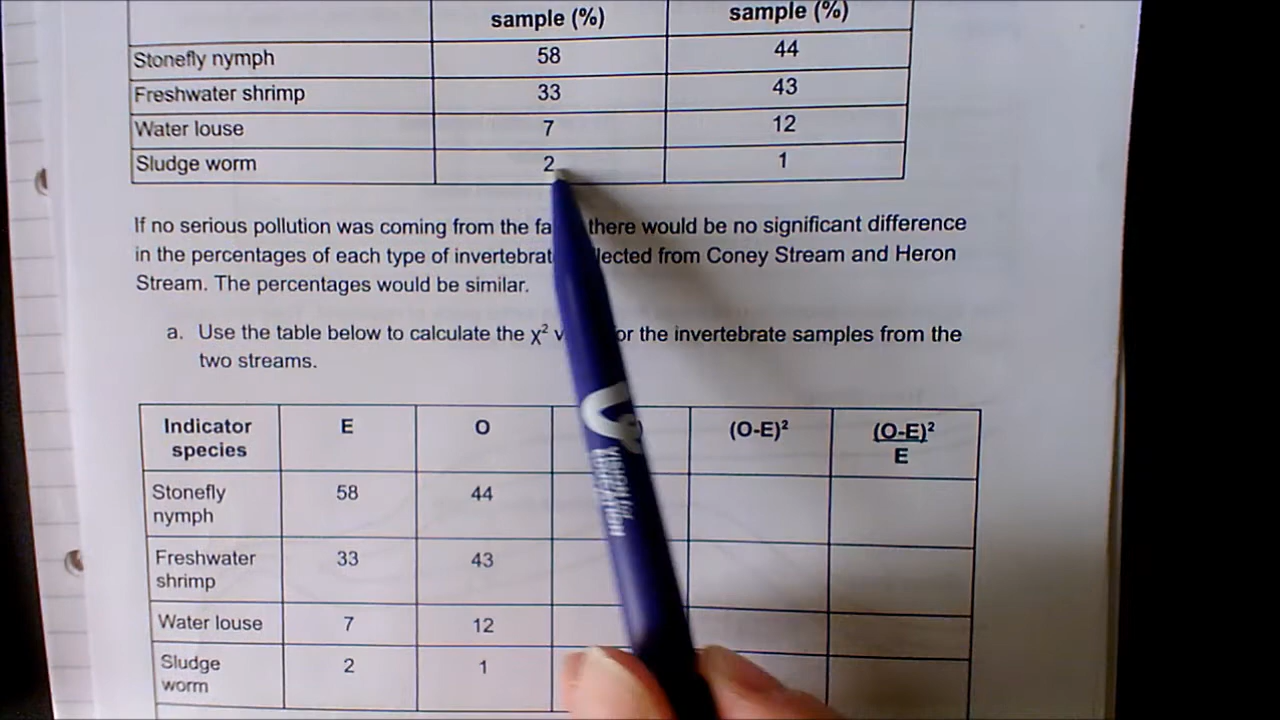 sample (%) sample (%)
Stonefly nymph 58 44
Freshwater shrimp 33 43
Water louse 7 12
Sludge worm 2 1
If no serious pollution was coming from the fa there would be no significant difference
in the percentages of each type of invertebrat lected from Coney Stream and Heron
Stream. The percentages would be similar.
a. Use the table below to calculate the χ² v or the invertebrate samples from the
two streams.
Indicator species E O (O-E)² (O-E)² E
Stonefly nymph 58 44
Freshwater shrimp 33 43
Water louse 7 12
Sludge worm 2 1